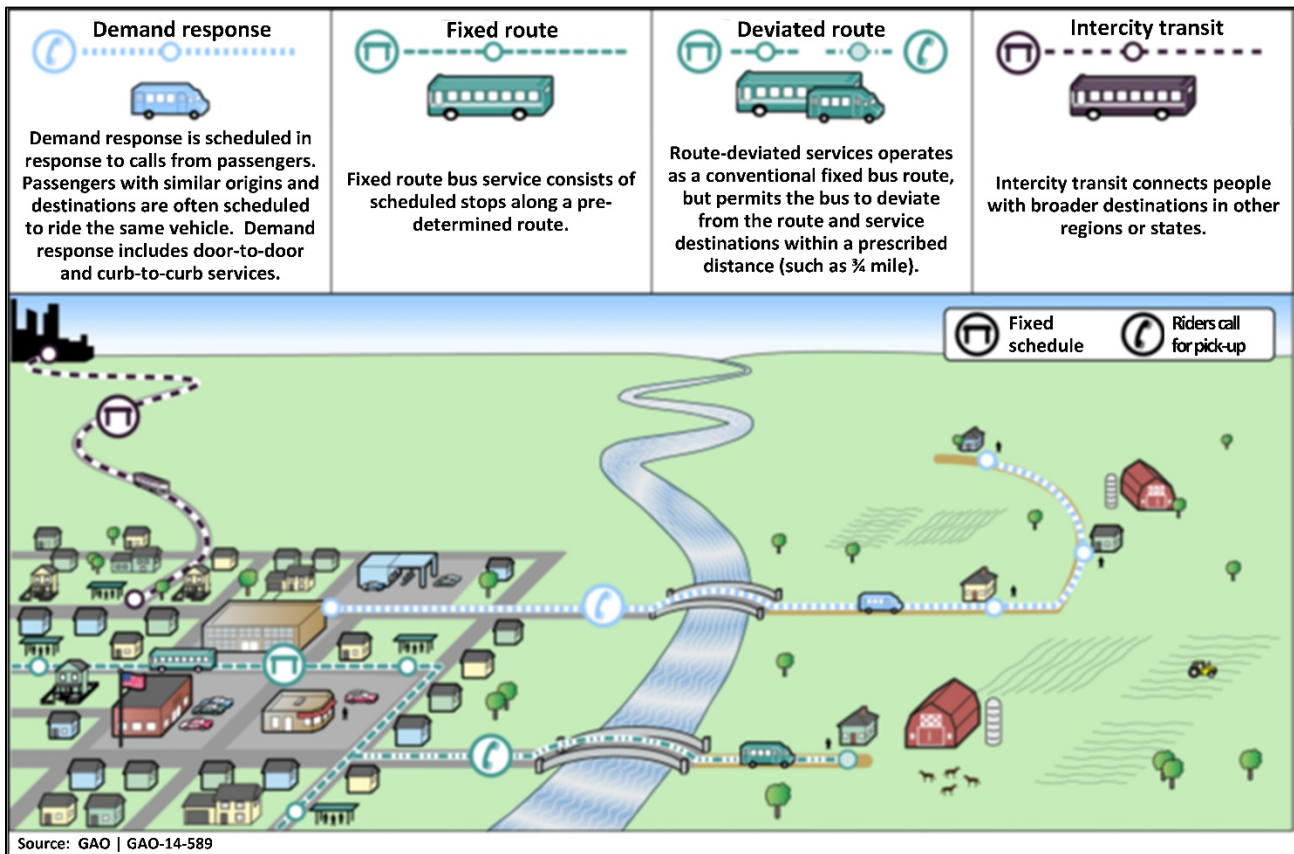 Demand response
Demand response is scheduled in
response to calls from passengers.
Passengers with similar origins and
destinations are often scheduled
to ride the same vehicle.  Demand
response includes door-to-door
and curb-to-curb services.
Fixed route
Fixed route bus service consists of
scheduled stops along a pre-
determined route.
Deviated route
Route-deviated services operates
as a conventional fixed bus route,
but permits the bus to deviate
from the route and service
destinations within a prescribed
distance (such as ¾ mile).
Intercity transit
Intercity transit connects people
with broader destinations in other
regions or states.
Fixed
schedule
Riders call
for pick-up
Source:  GAO | GAO-14-589